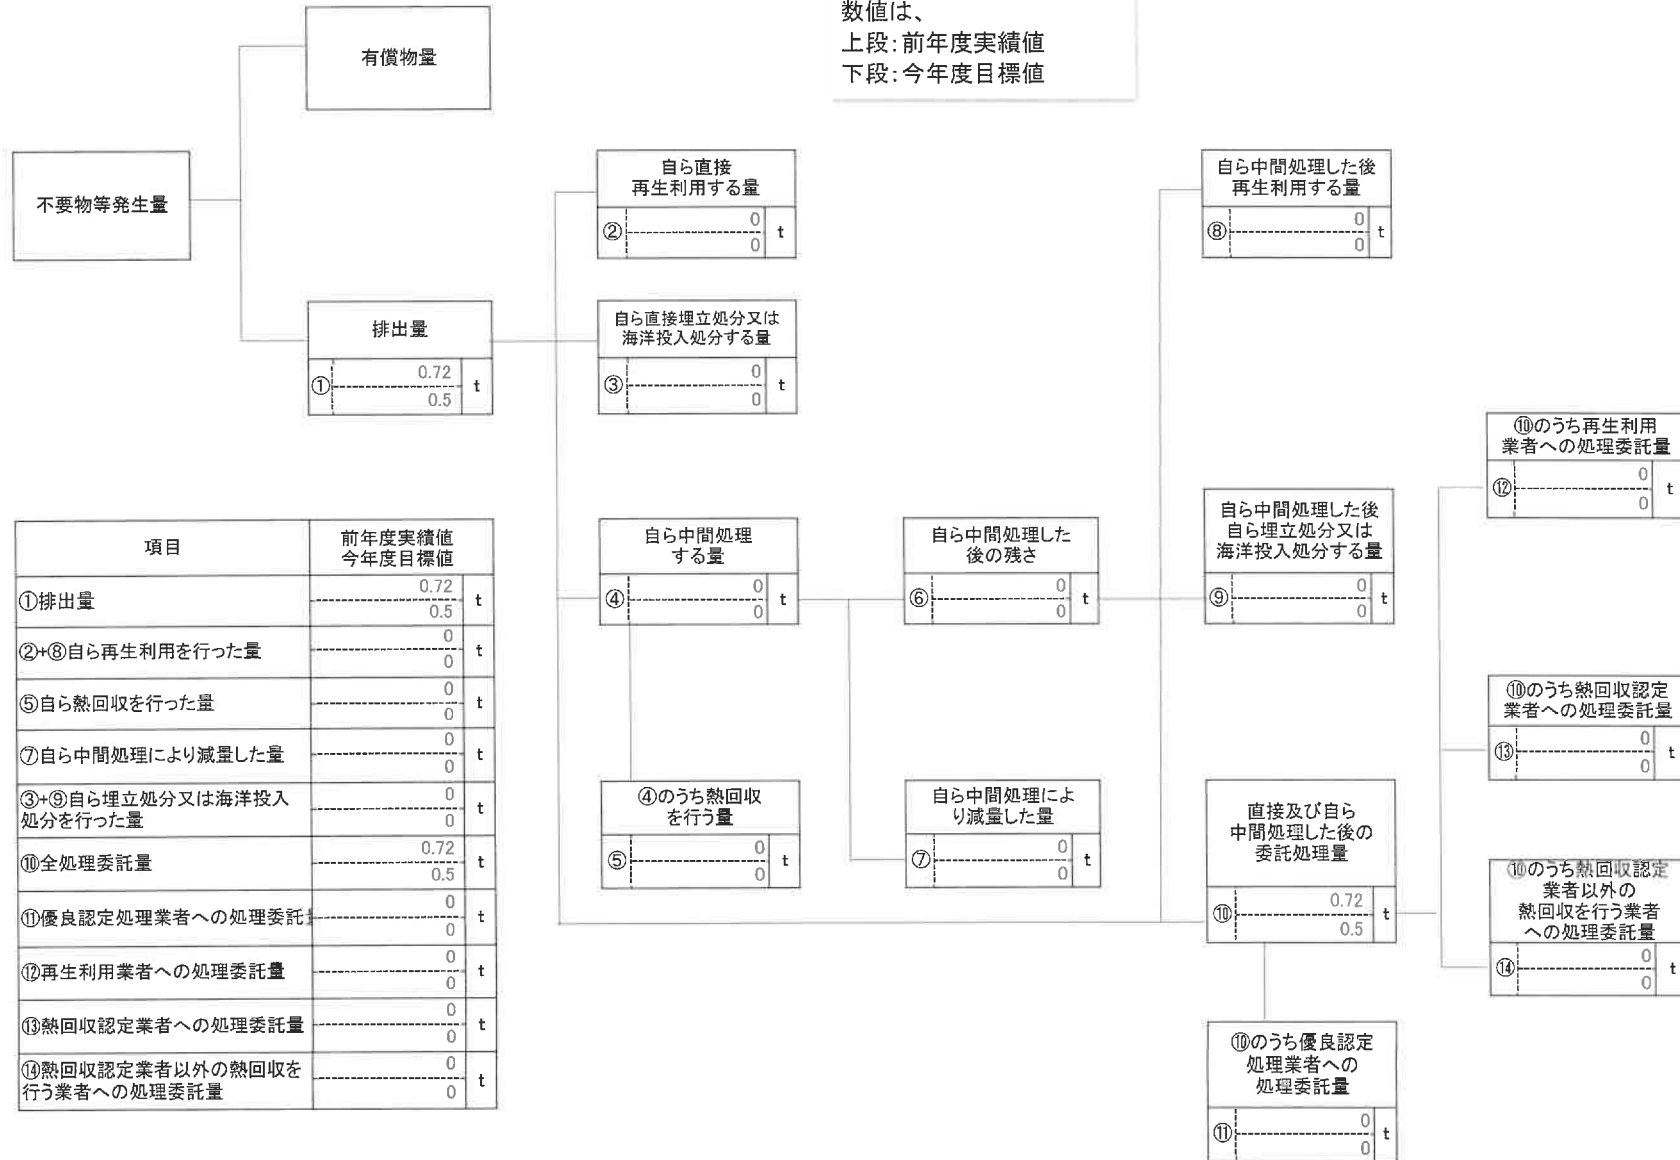 数値は、
上段:前年度実績値
下段:今年度目標値
有償物量
不要物等発生量
排出量
①
0.72
0.5
t
自ら直接
再生利用する量
②
0
0
t
自ら直接埋立処分又は
海洋投入処分する量
③
0
0
t
自ら中間処理
する量
④
0
0
t
④のうち熱回収
を行う量
⑤
0
0
t
自ら中間処理した
後の残さ
⑥
0
0
t
自ら中間処理によ
り減量した量
⑦
0
0
t
自ら中間処理した後
再生利用する量
⑧
0
0
t
自ら中間処理した後
自ら埋立処分又は
海洋投入処分する量
⑨
0
0
t
直接及び自ら
中間処理した後の
委託処理量
⑩
0.72
0.5
t
⑩のうち優良認定
処理業者への
処理委託量
⑪
0
0
t
⑩のうち再生利用
業者への処理委託量
⑫
0
0
t
⑩のうち熱回収認定
業者への処理委託量
⑬
0
0
t
⑩のうち熱回収認定
業者以外の
熱回収を行う業者
への処理委託量
⑭
0
0
t
項目
前年度実績値
今年度目標値
①排出量
0.72
0.5
t
②+⑧自ら再生利用を行った量
0
0
t
⑤自ら熱回収を行った量
0
0
t
⑦自ら中間処理により減量した量
0
0
t
③+⑨自ら埋立処分又は海洋投入
処分を行った量
0
0
t
⑩全処理委託量
0.72
0.5
t
⑪優良認定処理業者への処理委託
0
0
t
⑫再生利用業者への処理委託量
0
0
t
⑬熱回収認定業者への処理委託量
0
0
t
⑭熱回収認定業者以外の熱回収を
行う業者への処理委託量
0
0
t